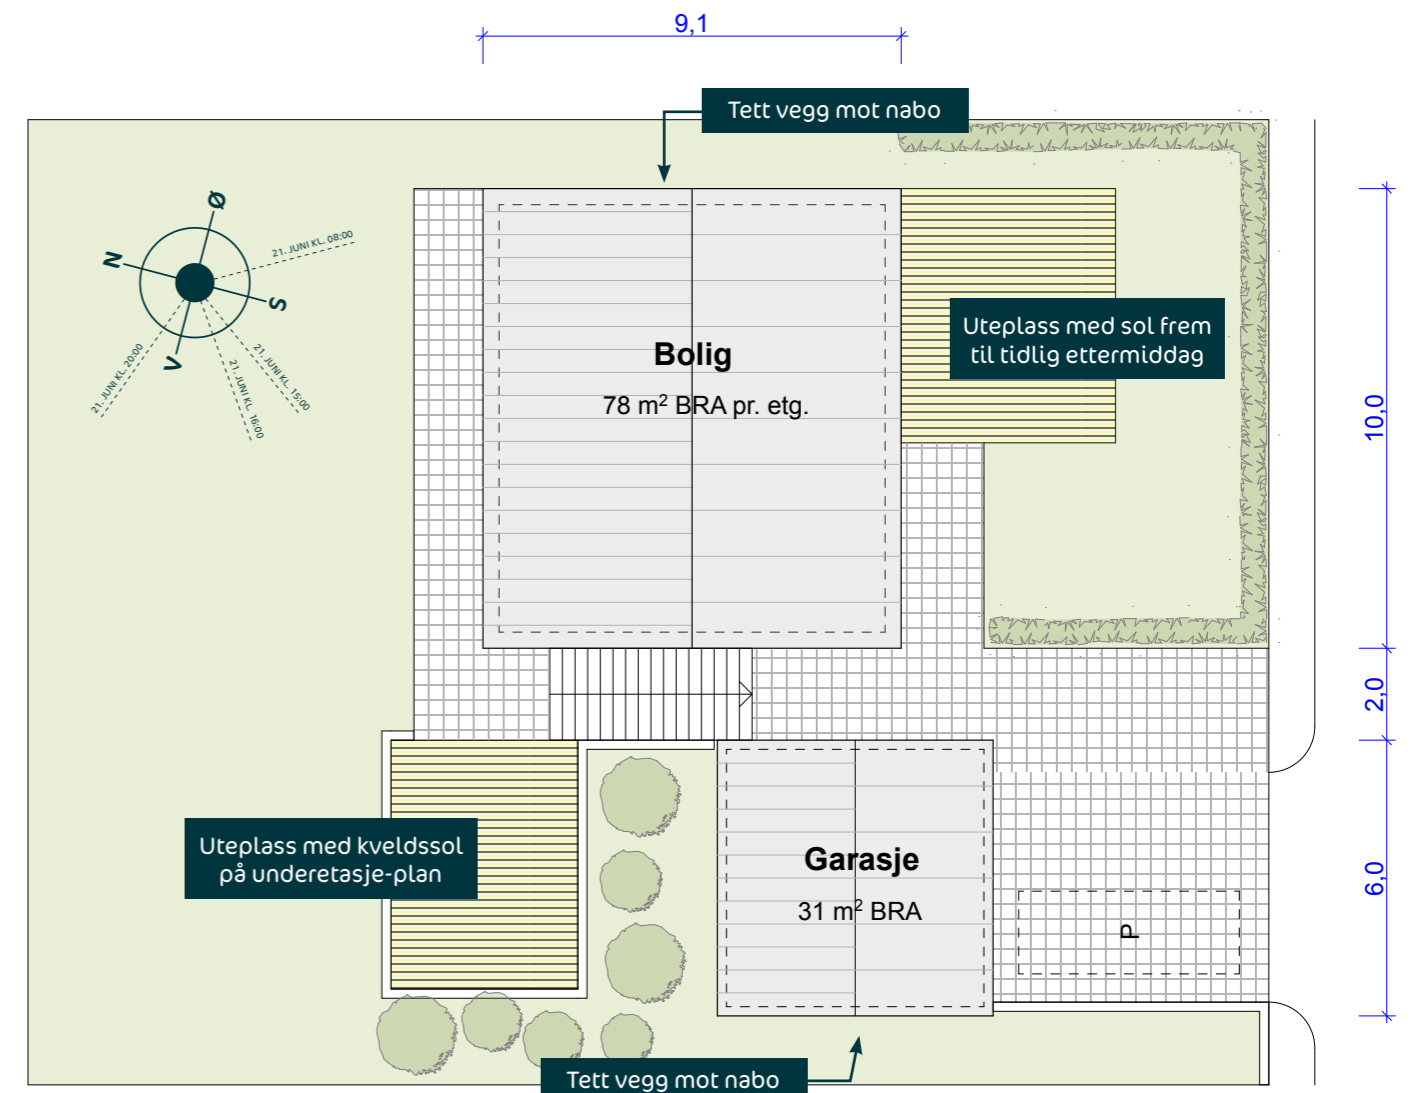 9,1
Tett vegg mot nabo
Ø
N
S
V
21. JUNI KL. 08:00
21. JUNI KL. 15:00
21. JUNI KL. 16:00
21. JUNI KL. 20:00
Bolig
78 m² BRA pr. etg.
Uteplass med sol frem
til tidlig ettermiddag
10,0
2,0
6,0
Uteplass med kveldssol
på underetasje-plan
Garasje
31 m² BRA
P
Tett vegg mot nabo